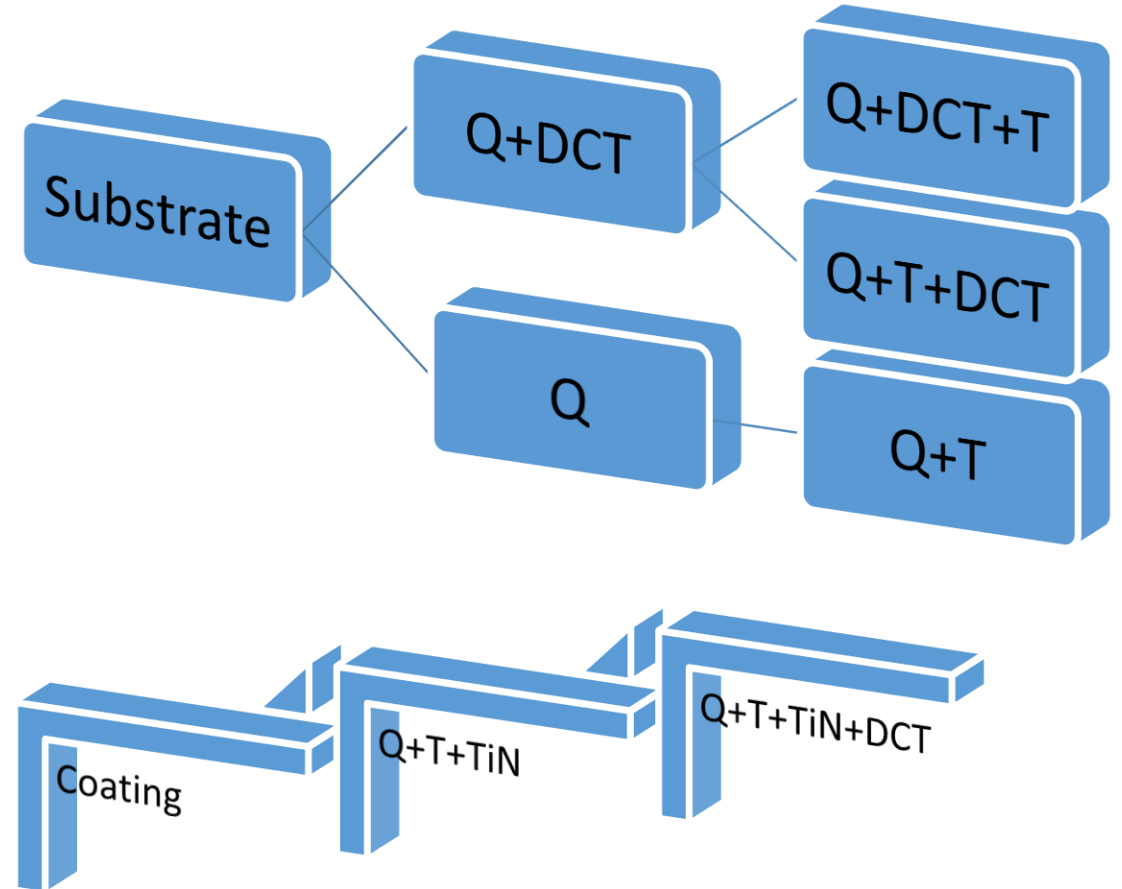 Substrate
Q+DCT
Q
Q+DCT+T
Q+T+DCT
Q+T
Coating
Q+T+TiN
Q+T+TiN+DCT